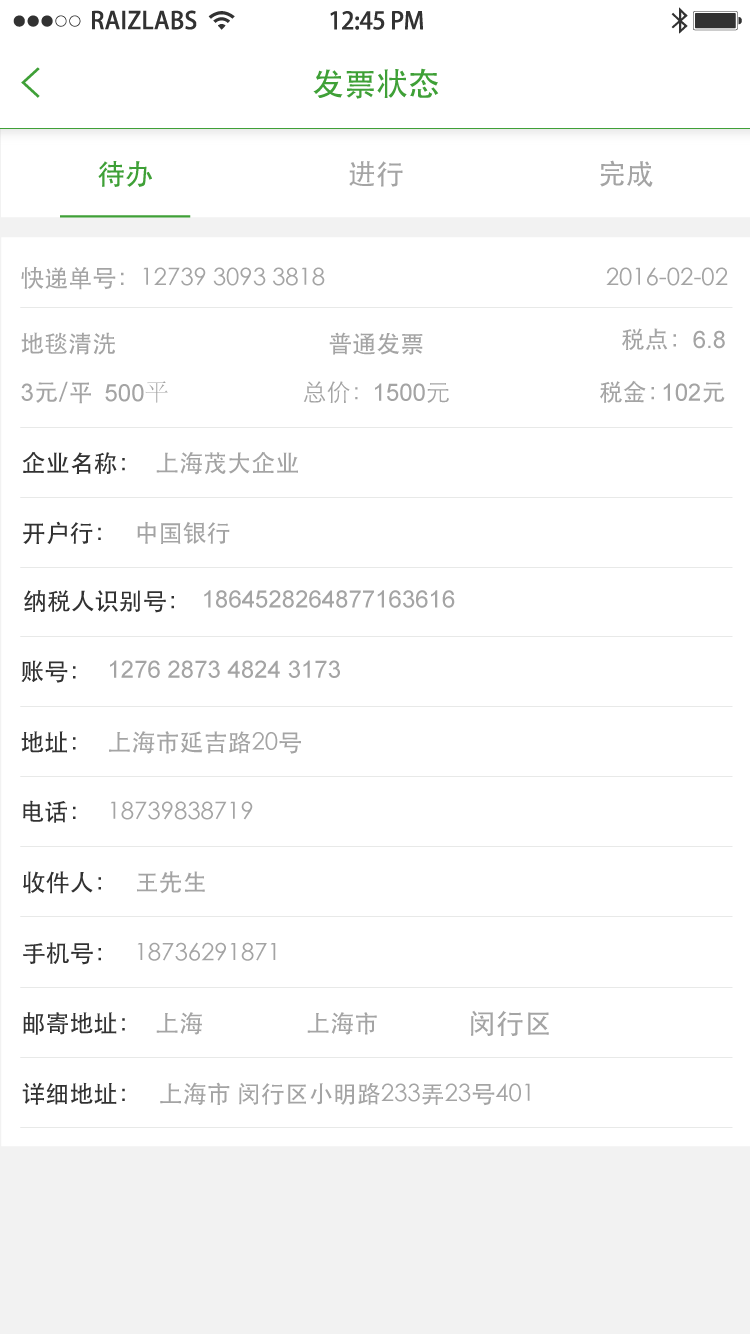 RAIZLABS 12:45 PM
发票状态
待办 进行 完成
快递单号：12739 3093 3818 2016-02-02
地毯清洗 普通发票 税点：6.8
3元/平 500平 总价：1500元 税金：102元
企业名称： 上海茂大企业
开户行： 中国银行
纳税人识别号： 1864528264877163616
账号： 1276 2873 4824 3173
地址： 上海市延吉路20号
电话： 18739838719
收件人： 王先生
手机号： 18736291871
邮寄地址： 上海 上海市 闵行区
详细地址： 上海市 闵行区小明路233弄23号401